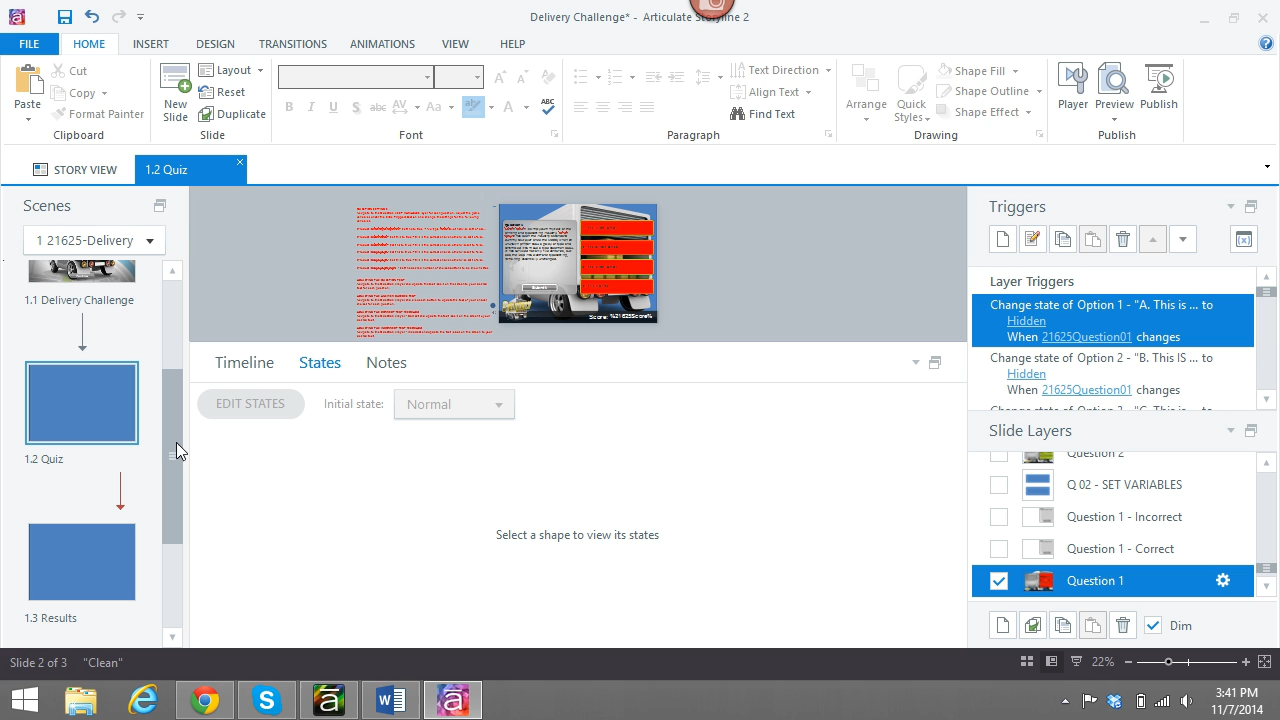 Delivery Challenge* - Articulate Storyline 2
FILE HOME INSERT DESIGN TRANSITIONS ANIMATIONS VIEW HELP
Paste
Cut
Copy
Format Painter
Clipboard
New Slide
Layout
Reset
Duplicate
Slide
B I U S abc AV Aa A ABC
Font
Text Direction
Align Text
Find Text
Paragraph
Arrange
Quick Styles
Shape Fill
Shape Outline
Shape Effect
Drawing
Player
Preview
Publish
Publish
STORY VIEW
1.2 Quiz
Scenes
1 21625-Delivery
1.1 Delivery Challenge
1.2 Quiz
1.3 Results
Score: %21625Score%
Timeline States Notes
EDIT STATES Initial state: Normal
Select a shape to view its states
Triggers
Layer Triggers
Change state of Option 1 - "A. This is ... to
Hidden
When 21625Question01 changes
Change state of Option 2 - "B. This IS ... to
Hidden
When 21625Question01 changes
Slide Layers
Question 2
Q 02 - SET VARIABLES
Question 1 - Incorrect
Question 1 - Correct
Question 1
Dim
Slide 2 of 3 "Clean"
22%
3:41 PM
11/7/2014